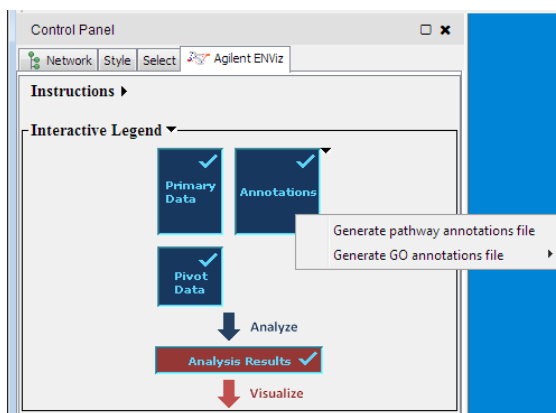 Control Panel
Network Style Select Agilent ENViz
Instructions
Interactive Legend
Primary
Data
Annotations
Generate pathway annotations file
Generate GO annotations file
Pivot
Data
Analyze
Analysis Results
Visualize